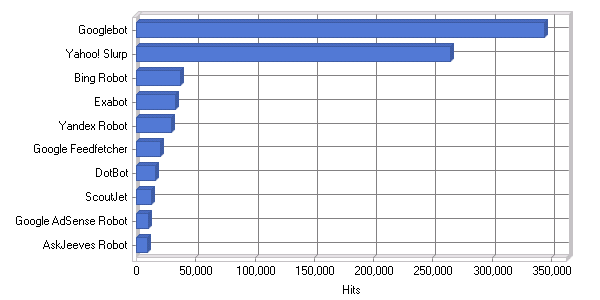 Googlebot
Yahoo! Slurp
Bing Robot
Exabot
Yandex Robot
Google Feedfetcher
DotBot
ScoutJet
Google AdSense Robot
AskJeeves Robot
0 50,000 100,000 150,000 200,000 250,000 300,000 350,000
Hits